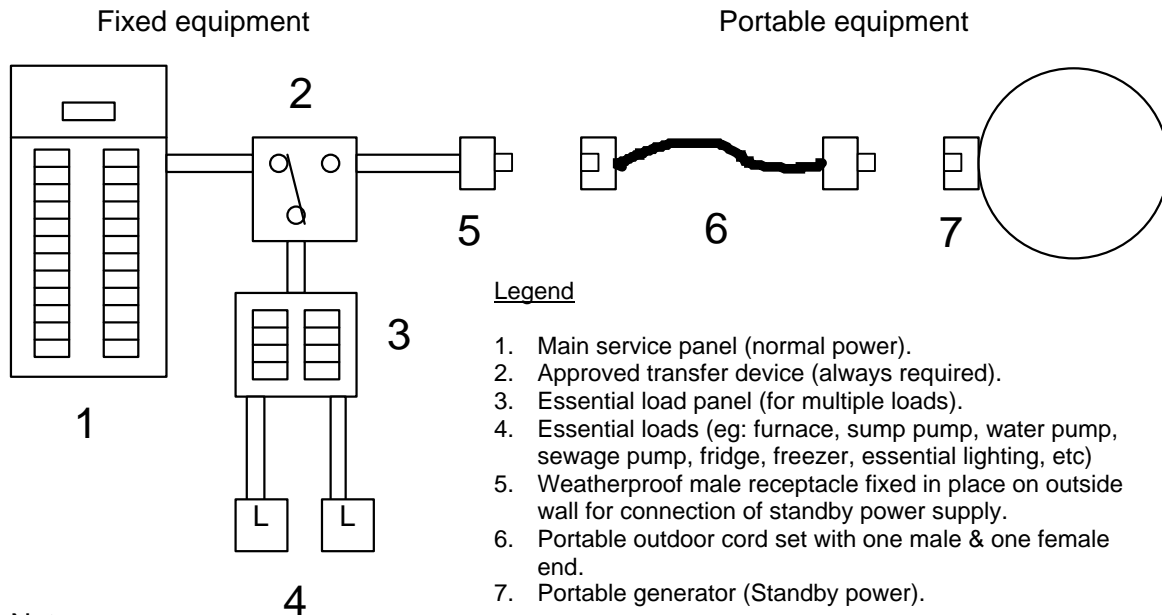 Fixed equipment
Portable equipment
2
5
6
7
3
1
L L
4
Legend
1. Main service panel (normal power).
2. Approved transfer device (always required).
3. Essential load panel (for multiple loads).
4. Essential loads (eg: furnace, sump pump, water pump,
sewage pump, fridge, freezer, essential lighting, etc)
5. Weatherproof male receptacle fixed in place on outside
wall for connection of standby power supply.
6. Portable outdoor cord set with one male & one female
end.
7. Portable generator (Standby power).